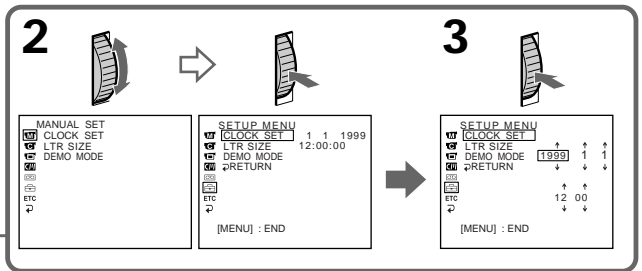 2
3
MANUAL SET
CLOCK SET
LTR SIZE
DEMO MODE
ETC
SETUP MENU
CLOCK SET 1 1 1999
LTR SIZE 12:00:00
DEMO MODE
RETURN
ETC
[MENU] : END
SETUP MENU
CLOCK SET
LTR SIZE
DEMO MODE 1999 1 1
RETURN
ETC
12 00
[MENU] : END